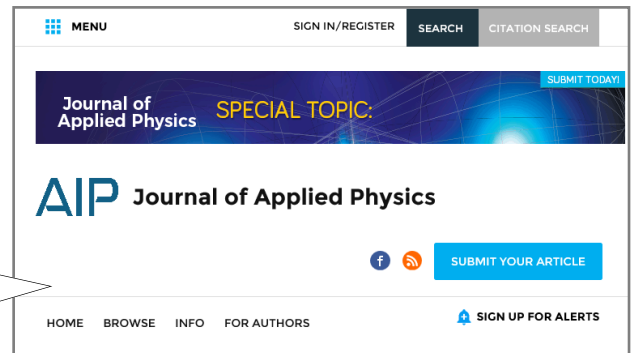 MENU SIGN IN/REGISTER SEARCH CITATION SEARCH
SUBMIT TODAY!
Journal of
Applied Physics SPECIAL TOPIC:
AIP Journal of Applied Physics
f SUBMIT YOUR ARTICLE
HOME BROWSE INFO FOR AUTHORS SIGN UP FOR ALERTS